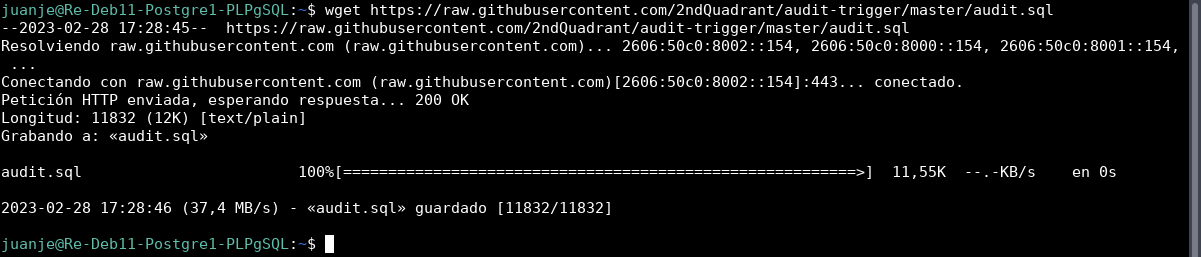 juanje@Re-Deb11-Postgre1-PLPgSQL:~$ wget https://raw.githubusercontent.com/2ndQuadrant/audit-trigger/master/audit.sql
--2023-02-28 17:28:45--  https://raw.githubusercontent.com/2ndQuadrant/audit-trigger/master/audit.sql
Resolviendo raw.githubusercontent.com (raw.githubusercontent.com)... 2606:50c0:8002::154, 2606:50c0:8000::154, 2606:50c0:8001::154,
 ...
Conectando con raw.githubusercontent.com (raw.githubusercontent.com)[2606:50c0:8002::154]:443... conectado.
Petición HTTP enviada, esperando respuesta... 200 OK
Longitud: 11832 (12K) [text/plain]
Grabando a: «audit.sql»
audit.sql                        100%[=========================================================>]  11,55K  --.-KB/s    en 0s
2023-02-28 17:28:46 (37,4 MB/s) - «audit.sql» guardado [11832/11832]
juanje@Re-Deb11-Postgre1-PLPgSQL:~$